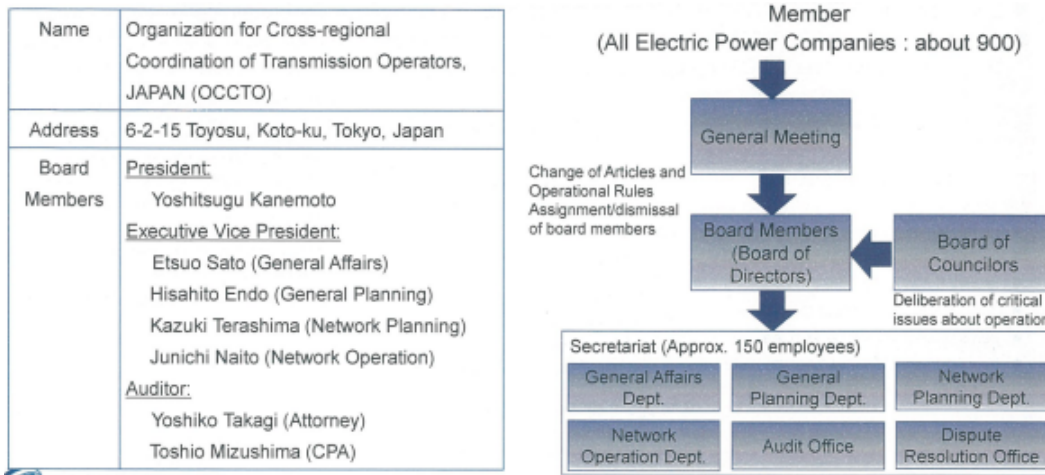 Name
Organization for Cross-regional
Coordination of Transmission Operators,
JAPAN (OCCTO)
Address
6-2-15 Toyosu, Koto-ku, Tokyo, Japan
Board
Members
President:
Yoshitsugu Kanemoto
Executive Vice President:
Etsuo Sato (General Affairs)
Hisahito Endo (General Planning)
Kazuki Terashima (Network Planning)
Junichi Naito (Network Operation)
Auditor:
Yoshiko Takagi (Attorney)
Toshio Mizushima (CPA)
Member
(All Electric Power Companies : about 900)
General Meeting
Change of Articles and
Operational Rules
Assignment/dismissal
of board members
Board Members
(Board of
Directors)
Board of
Councilors
Deliberation of critical
issues about operation
Secretariat (Approx. 150 employees)
General Affairs
Dept.
General
Planning Dept.
Network
Planning Dept.
Network
Operation Dept.
Audit Office
Dispute
Resolution Office